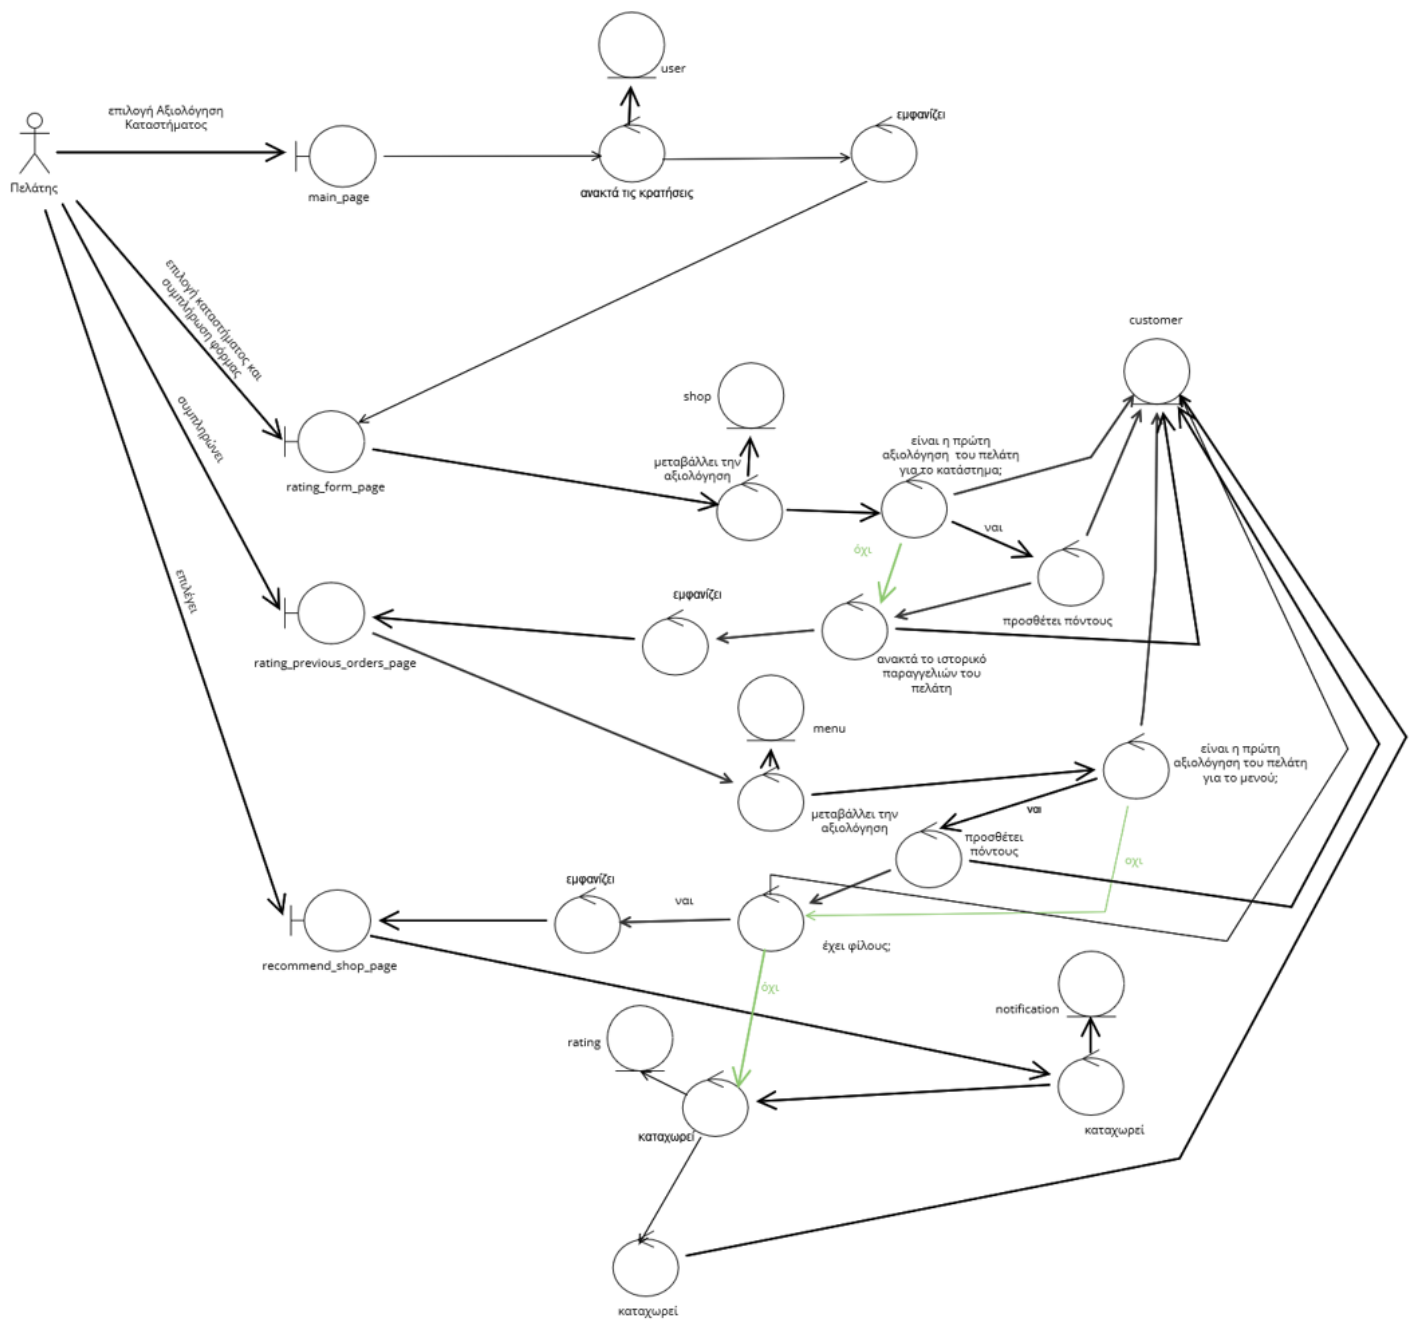 user
επιλογή Αξιολόγηση
Καταστήματος
εμφανίζει
Πελάτης
main_page
ανακτά τις κρατήσεις
επιλογή καταστήματος και
συμπλήρωση φόρμας
customer
shop
συμπληρώνει
είναι η πρώτη
αξιολόγηση του πελάτη
για το κατάστημα;
μεταβάλλει την
αξιολόγηση
rating_form_page
ναι
όχι
επιλέγει
εμφανίζει
προσθέτει πόντους
rating_previous_orders_page
ανακτά το ιστορικό
παραγγελιών του
πελάτη
menu
είναι η πρώτη
αξιολόγηση του πελάτη
για το μενού;
μεταβάλλει την
αξιολόγηση
ναι
προσθέτει
πόντους
οχι
εμφανίζει
ναι
έχει φίλους;
recommend_shop_page
όχι
notification
rating
καταχωρεί
καταχωρεί
καταχωρεί